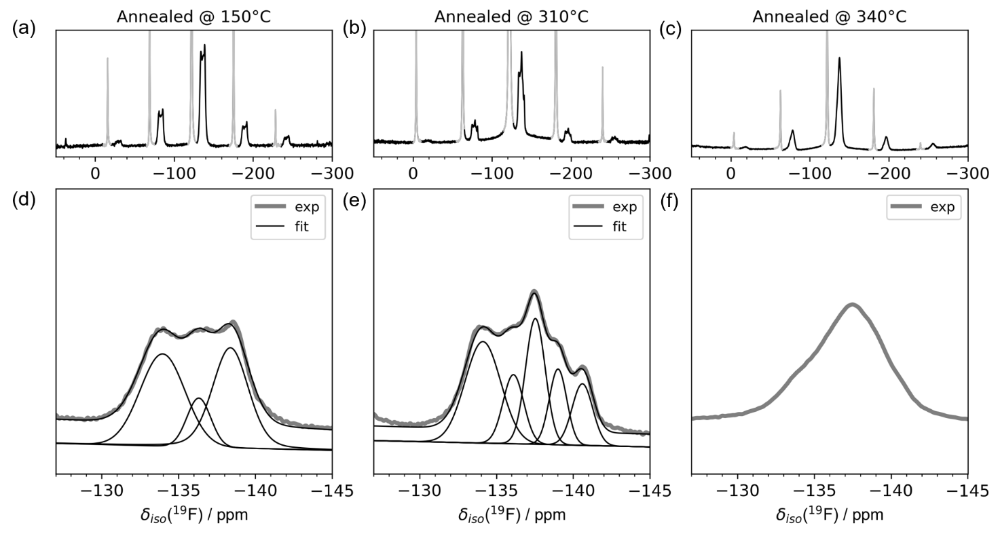 (a) Annealed @ 150°C
(b) Annealed @ 310°C
(c) Annealed @ 340°C
0 −100 −200 −300
0 −100 −200 −300
0 −100 −200 −300
(d)
exp
fit
(e)
exp
fit
(f)
exp
−130 −135 −140 −145
−130 −135 −140 −145
−130 −135 −140 −145
δiso(¹⁹F) / ppm
δiso(¹⁹F) / ppm
δiso(¹⁹F) / ppm